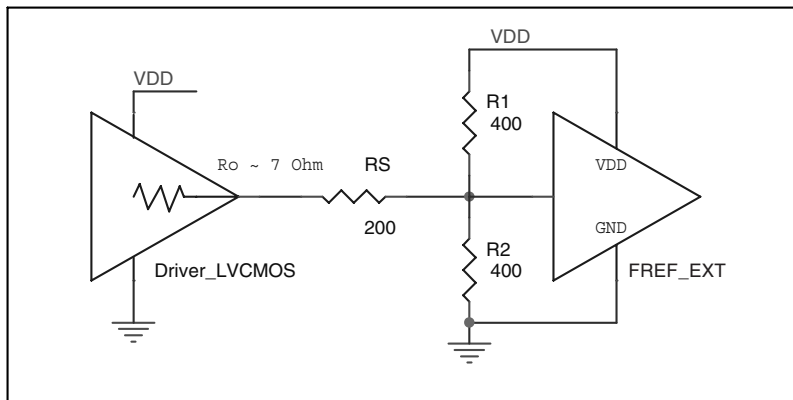 VDD
VDD
R1
400
Ro ~ 7 Ohm
RS
VDD
200
GND
R2
400
Driver_LVCMOS
FREF_EXT